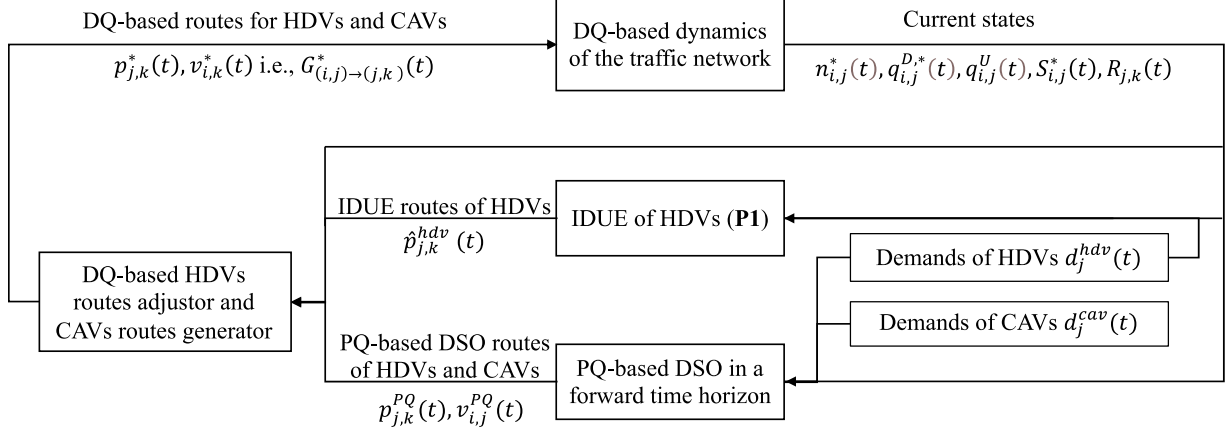 DQ-based routes for HDVs and CAVs
p*_{j,k}(t), v*_{i,k}(t) i.e., G*_{(i,j)→(j,k)}(t)
DQ-based dynamics
of the traffic network
Current states
n*_{i,j}(t), q^{D,*}_{i,j}(t), q^{U}_{i,j}(t), S*_{i,j}(t), R_{j,k}(t)
IDUE routes of HDVs
p̂^{hdv}_{j,k}(t)
IDUE of HDVs (P1)
Demands of HDVs d^{hdv}_{j}(t)
Demands of CAVs d^{cav}_{j}(t)
DQ-based HDVs
routes adjustor and
CAVs routes generator
PQ-based DSO routes
of HDVs and CAVs
p^{PQ}_{j,k}(t), v^{PQ}_{i,j}(t)
PQ-based DSO in a
forward time horizon